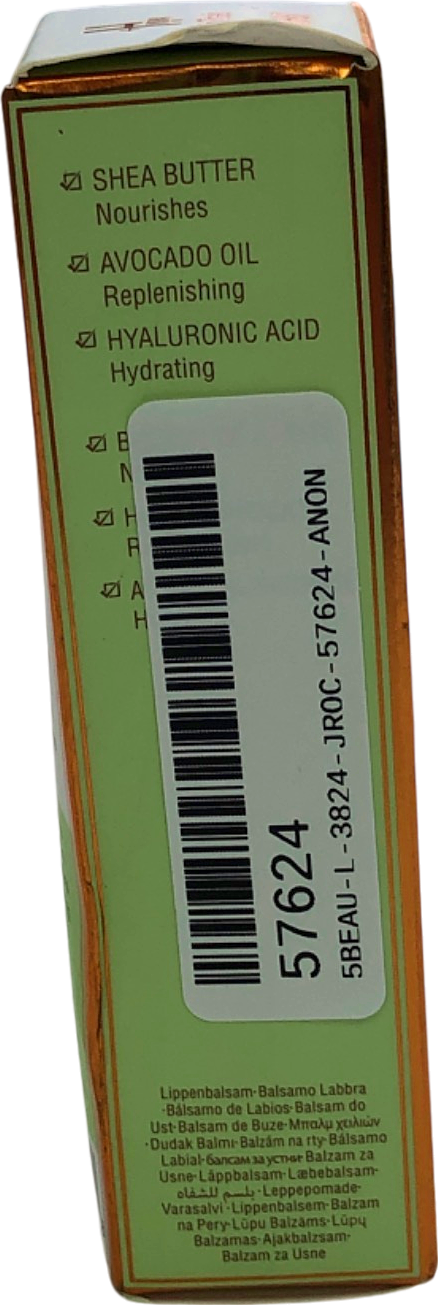 SHEA BUTTER
Nourishes
AVOCADO OIL
Replenishing
HYALURONIC ACID
Hydrating
B
N
H
R
A
H
57624
5BEAU-L-3824-JROC-57624-ANON
Lippenbalsam·Balsamo Labbra
·Bálsamo de Labios·Balsam do
Ust·Balsam de Buze·Μπαλμ χειλιών
·Dudak Balmı·Balzám na rty·Bálsamo
Labial·балсам за устни·Balzam za
Usne·Läppbalsam·Læbebalsam·
بلسم للشفاه·Leppepomade·
Varasalvi·Lippenbalsem·Balzam
na Pery·Lūpu Balzāms·Lūpų
Balzamas·Ajakbalzsam·
Balzam za Usne